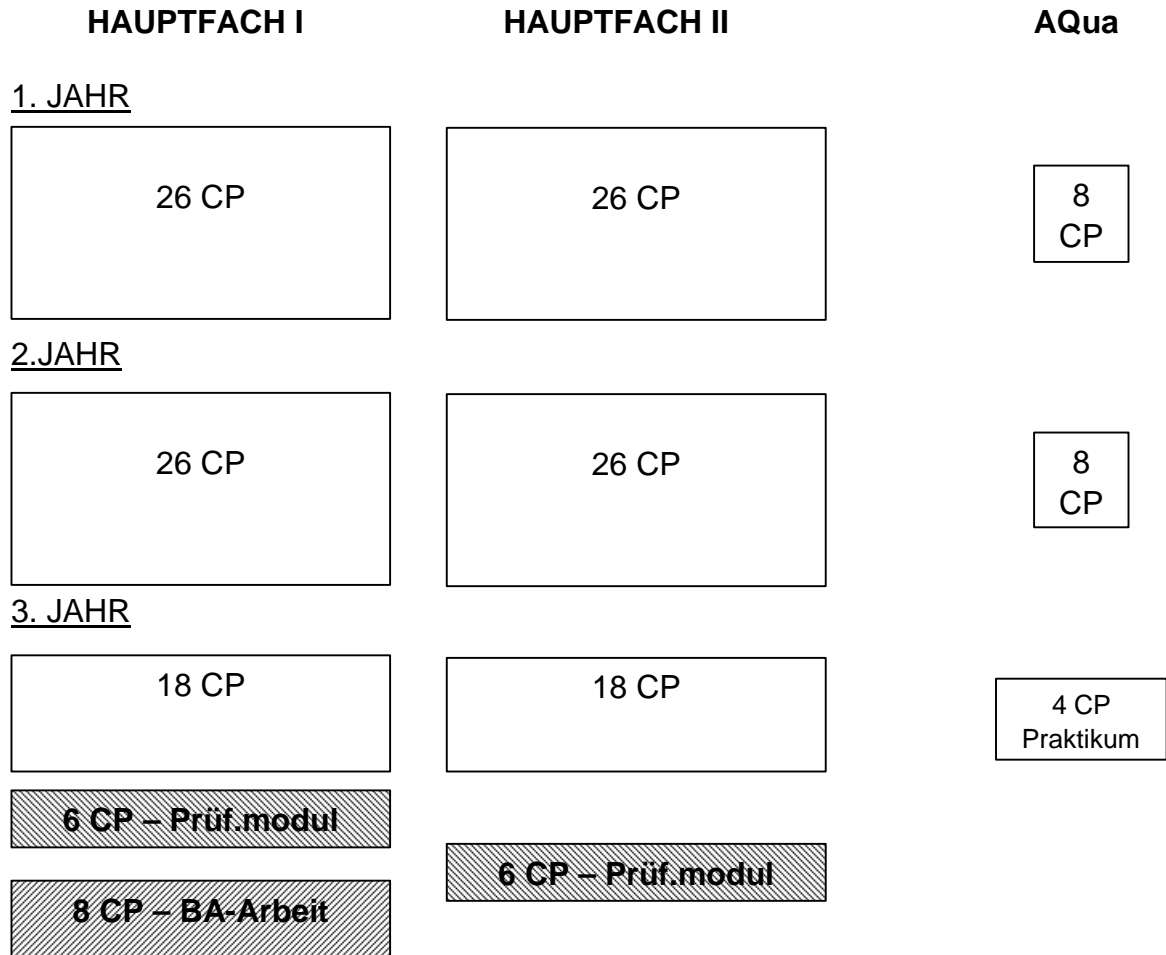 HAUPTFACH I HAUPTFACH II AQua
1. JAHR
26 CP 26 CP 8
CP
2.JAHR
26 CP 26 CP 8
CP
3. JAHR
18 CP 18 CP 4 CP
Praktikum
6 CP – Prüf.modul
6 CP – Prüf.modul
8 CP – BA-Arbeit